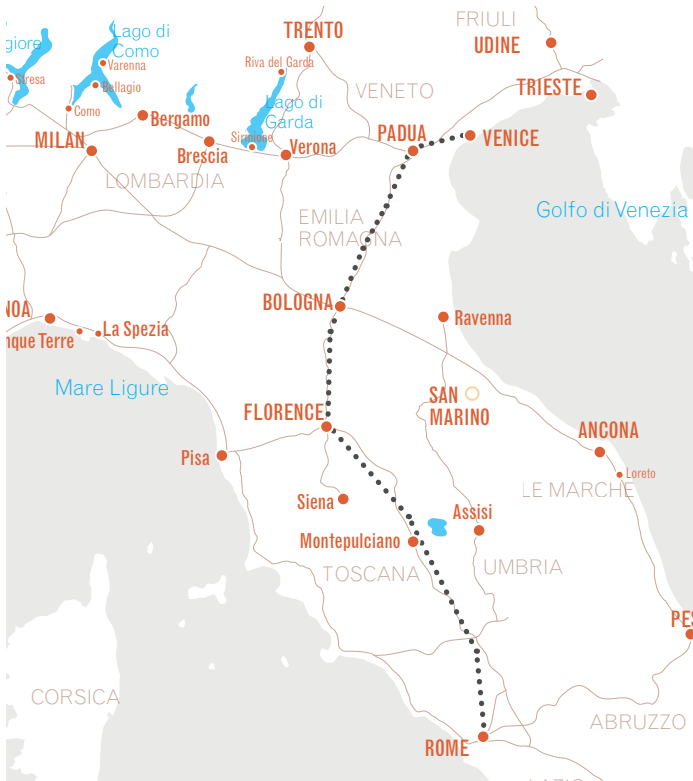 FRIULI
Lago di
Como
TRENTO
UDINE
giore
Varenna
Riva del Garda
Stresa
Bellagio
VENETO
TRIESTE
Lago di
Garda
Como
Bergamo
PADUA
VENICE
MILAN
Sirmione
Brescia
Verona
LOMBARDIA
Golfo di Venezia
EMILIA
ROMAGNA
BOLOGNA
NOA
Ravenna
La Spezia
nque Terre
Mare Ligure
SAN
MARINO
FLORENCE
ANCONA
Pisa
Loreto
LE MARCHE
Siena
Assisi
Montepulciano
UMBRIA
TOSCANA
PES
CORSICA
ABRUZZO
ROME